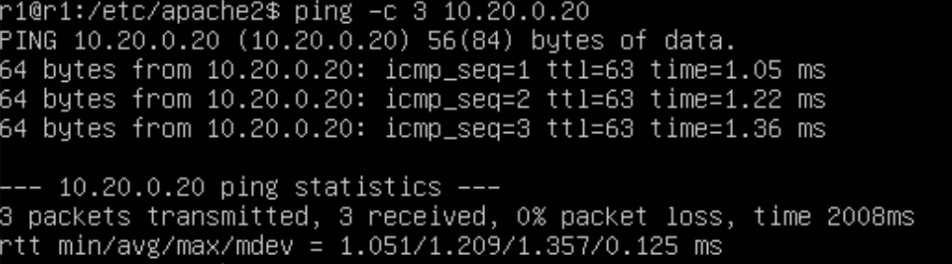 r1@r1:/etc/apache2$ ping -c 3 10.20.0.20
PING 10.20.0.20 (10.20.0.20) 56(84) bytes of data.
64 bytes from 10.20.0.20: icmp_seq=1 ttl=63 time=1.05 ms
64 bytes from 10.20.0.20: icmp_seq=2 ttl=63 time=1.22 ms
64 bytes from 10.20.0.20: icmp_seq=3 ttl=63 time=1.36 ms
--- 10.20.0.20 ping statistics ---
3 packets transmitted, 3 received, 0% packet loss, time 2008ms
rtt min/avg/max/mdev = 1.051/1.209/1.357/0.125 ms